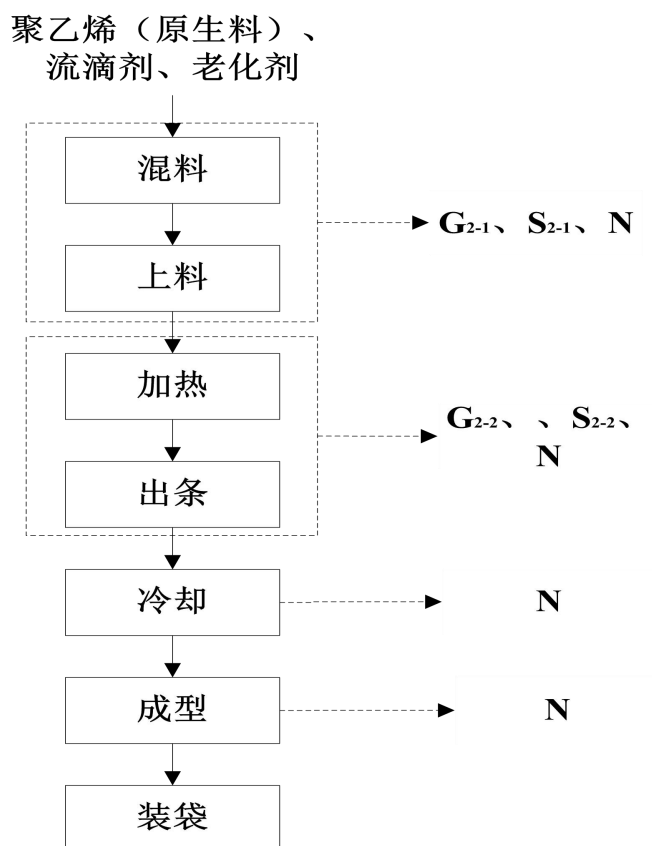 聚乙烯（原生料）、
流滴剂、老化剂
混料
G2-1、S2-1、N
上料
加热
G2-2、、S2-2、
N
出条
冷却
N
成型
N
装袋